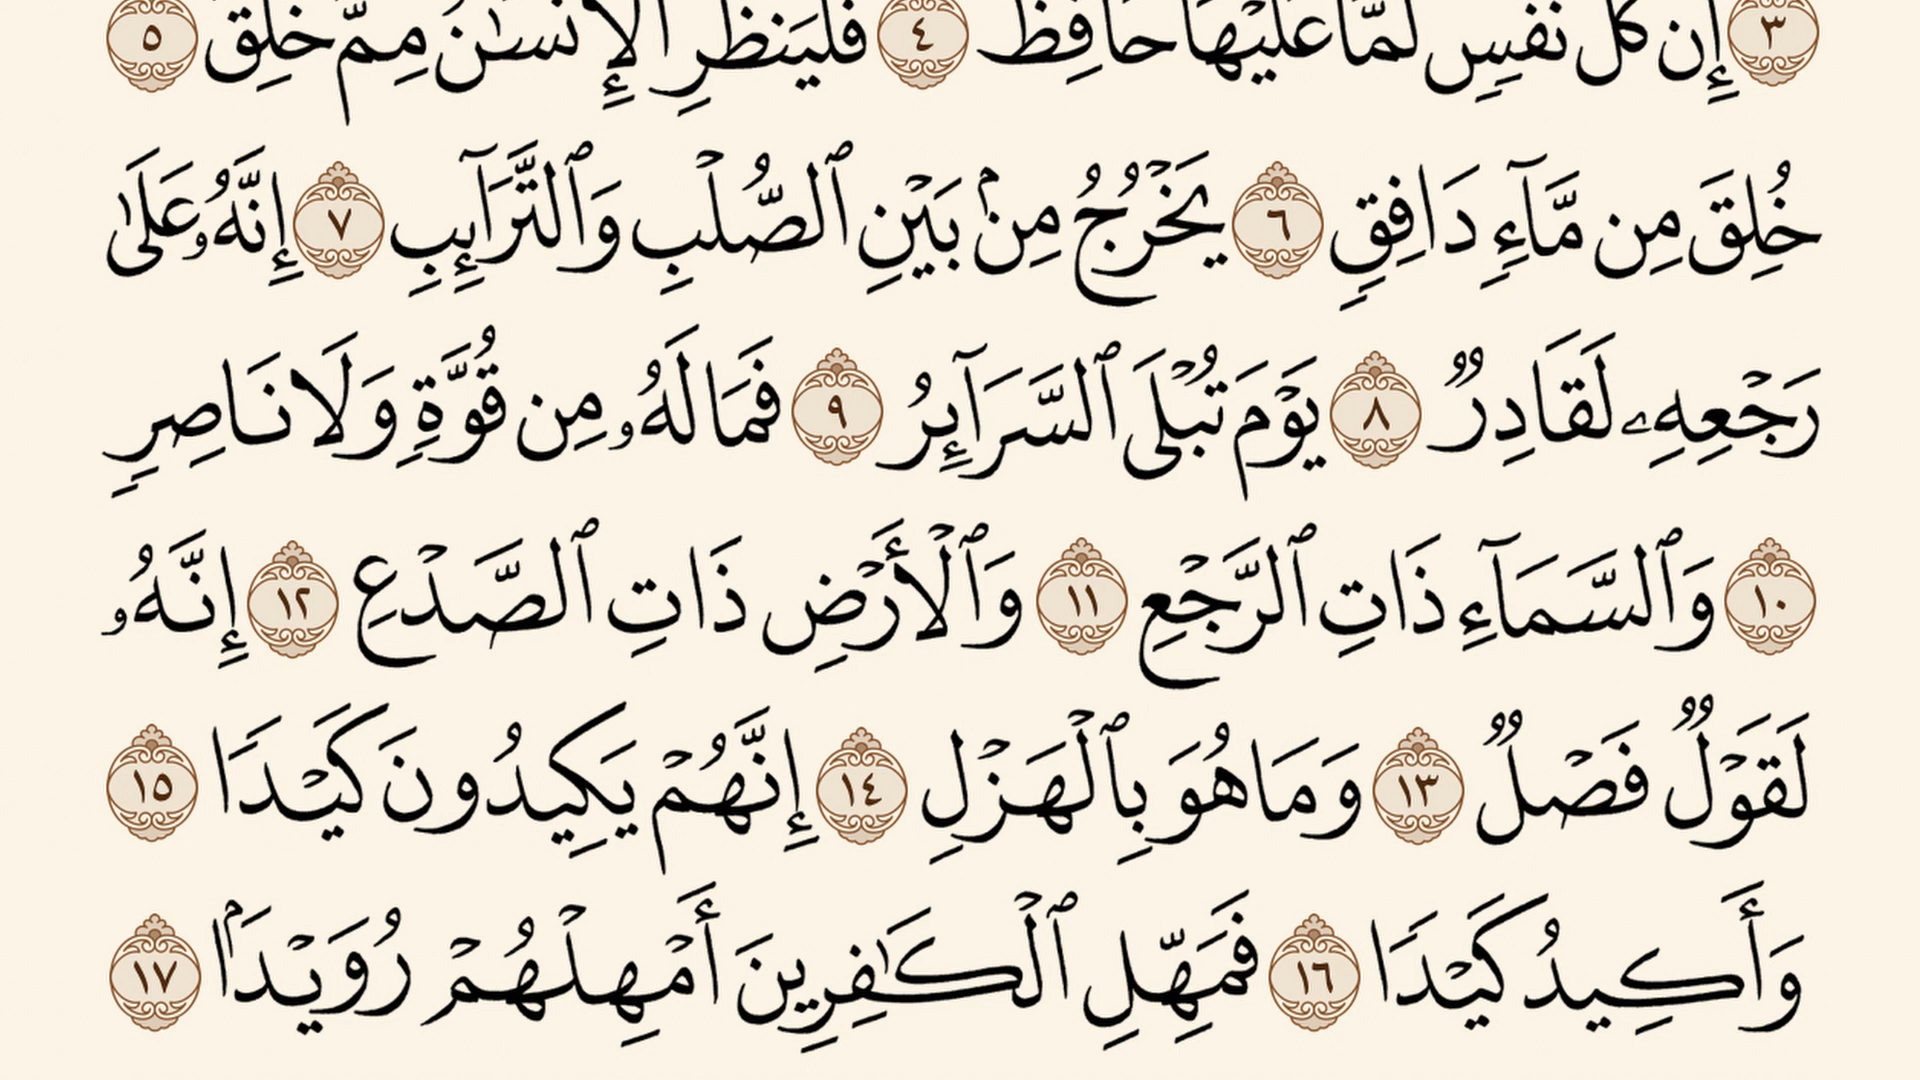 ٣ إِن كُلُّ نَفْسٍ لَّمَّا عَلَيْهَا حَافِظٌ ٤ فَلْيَنظُرِ ٱلْإِنسَـٰنُ مِمَّ خُلِقَ ٥
خُلِقَ مِن مَّآءٍ دَافِقٍ ٦ يَخْرُجُ مِنۢ بَيْنِ ٱلصُّلْبِ وَٱلتَّرَآئِبِ ٧ إِنَّهُۥ عَلَىٰ
رَجْعِهِۦ لَقَادِرٌ ٨ يَوْمَ تُبْلَى ٱلسَّرَآئِرُ ٩ فَمَا لَهُۥ مِن قُوَّةٍ وَلَا نَاصِرٍ
١٠ وَٱلسَّمَآءِ ذَاتِ ٱلرَّجْعِ ١١ وَٱلْأَرْضِ ذَاتِ ٱلصَّدْعِ ١٢ إِنَّهُۥ
لَقَوْلٌ فَصْلٌ ١٣ وَمَا هُوَ بِٱلْهَزْلِ ١٤ إِنَّهُمْ يَكِيدُونَ كَيْدًا ١٥
وَأَكِيدُ كَيْدًا ١٦ فَمَهِّلِ ٱلْكَـٰفِرِينَ أَمْهِلْهُمْ رُوَيْدًۢا ١٧